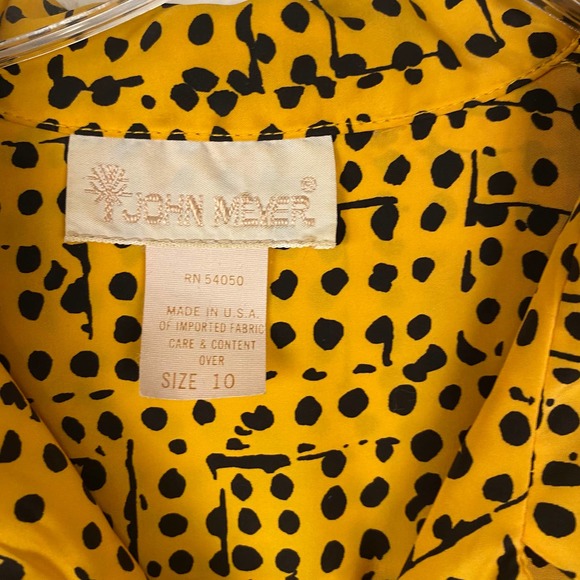 JOHN MEYER®
RN 54050
MADE IN U.S.A.
OF IMPORTED FABRIC
CARE & CONTENT
OVER
SIZE 10